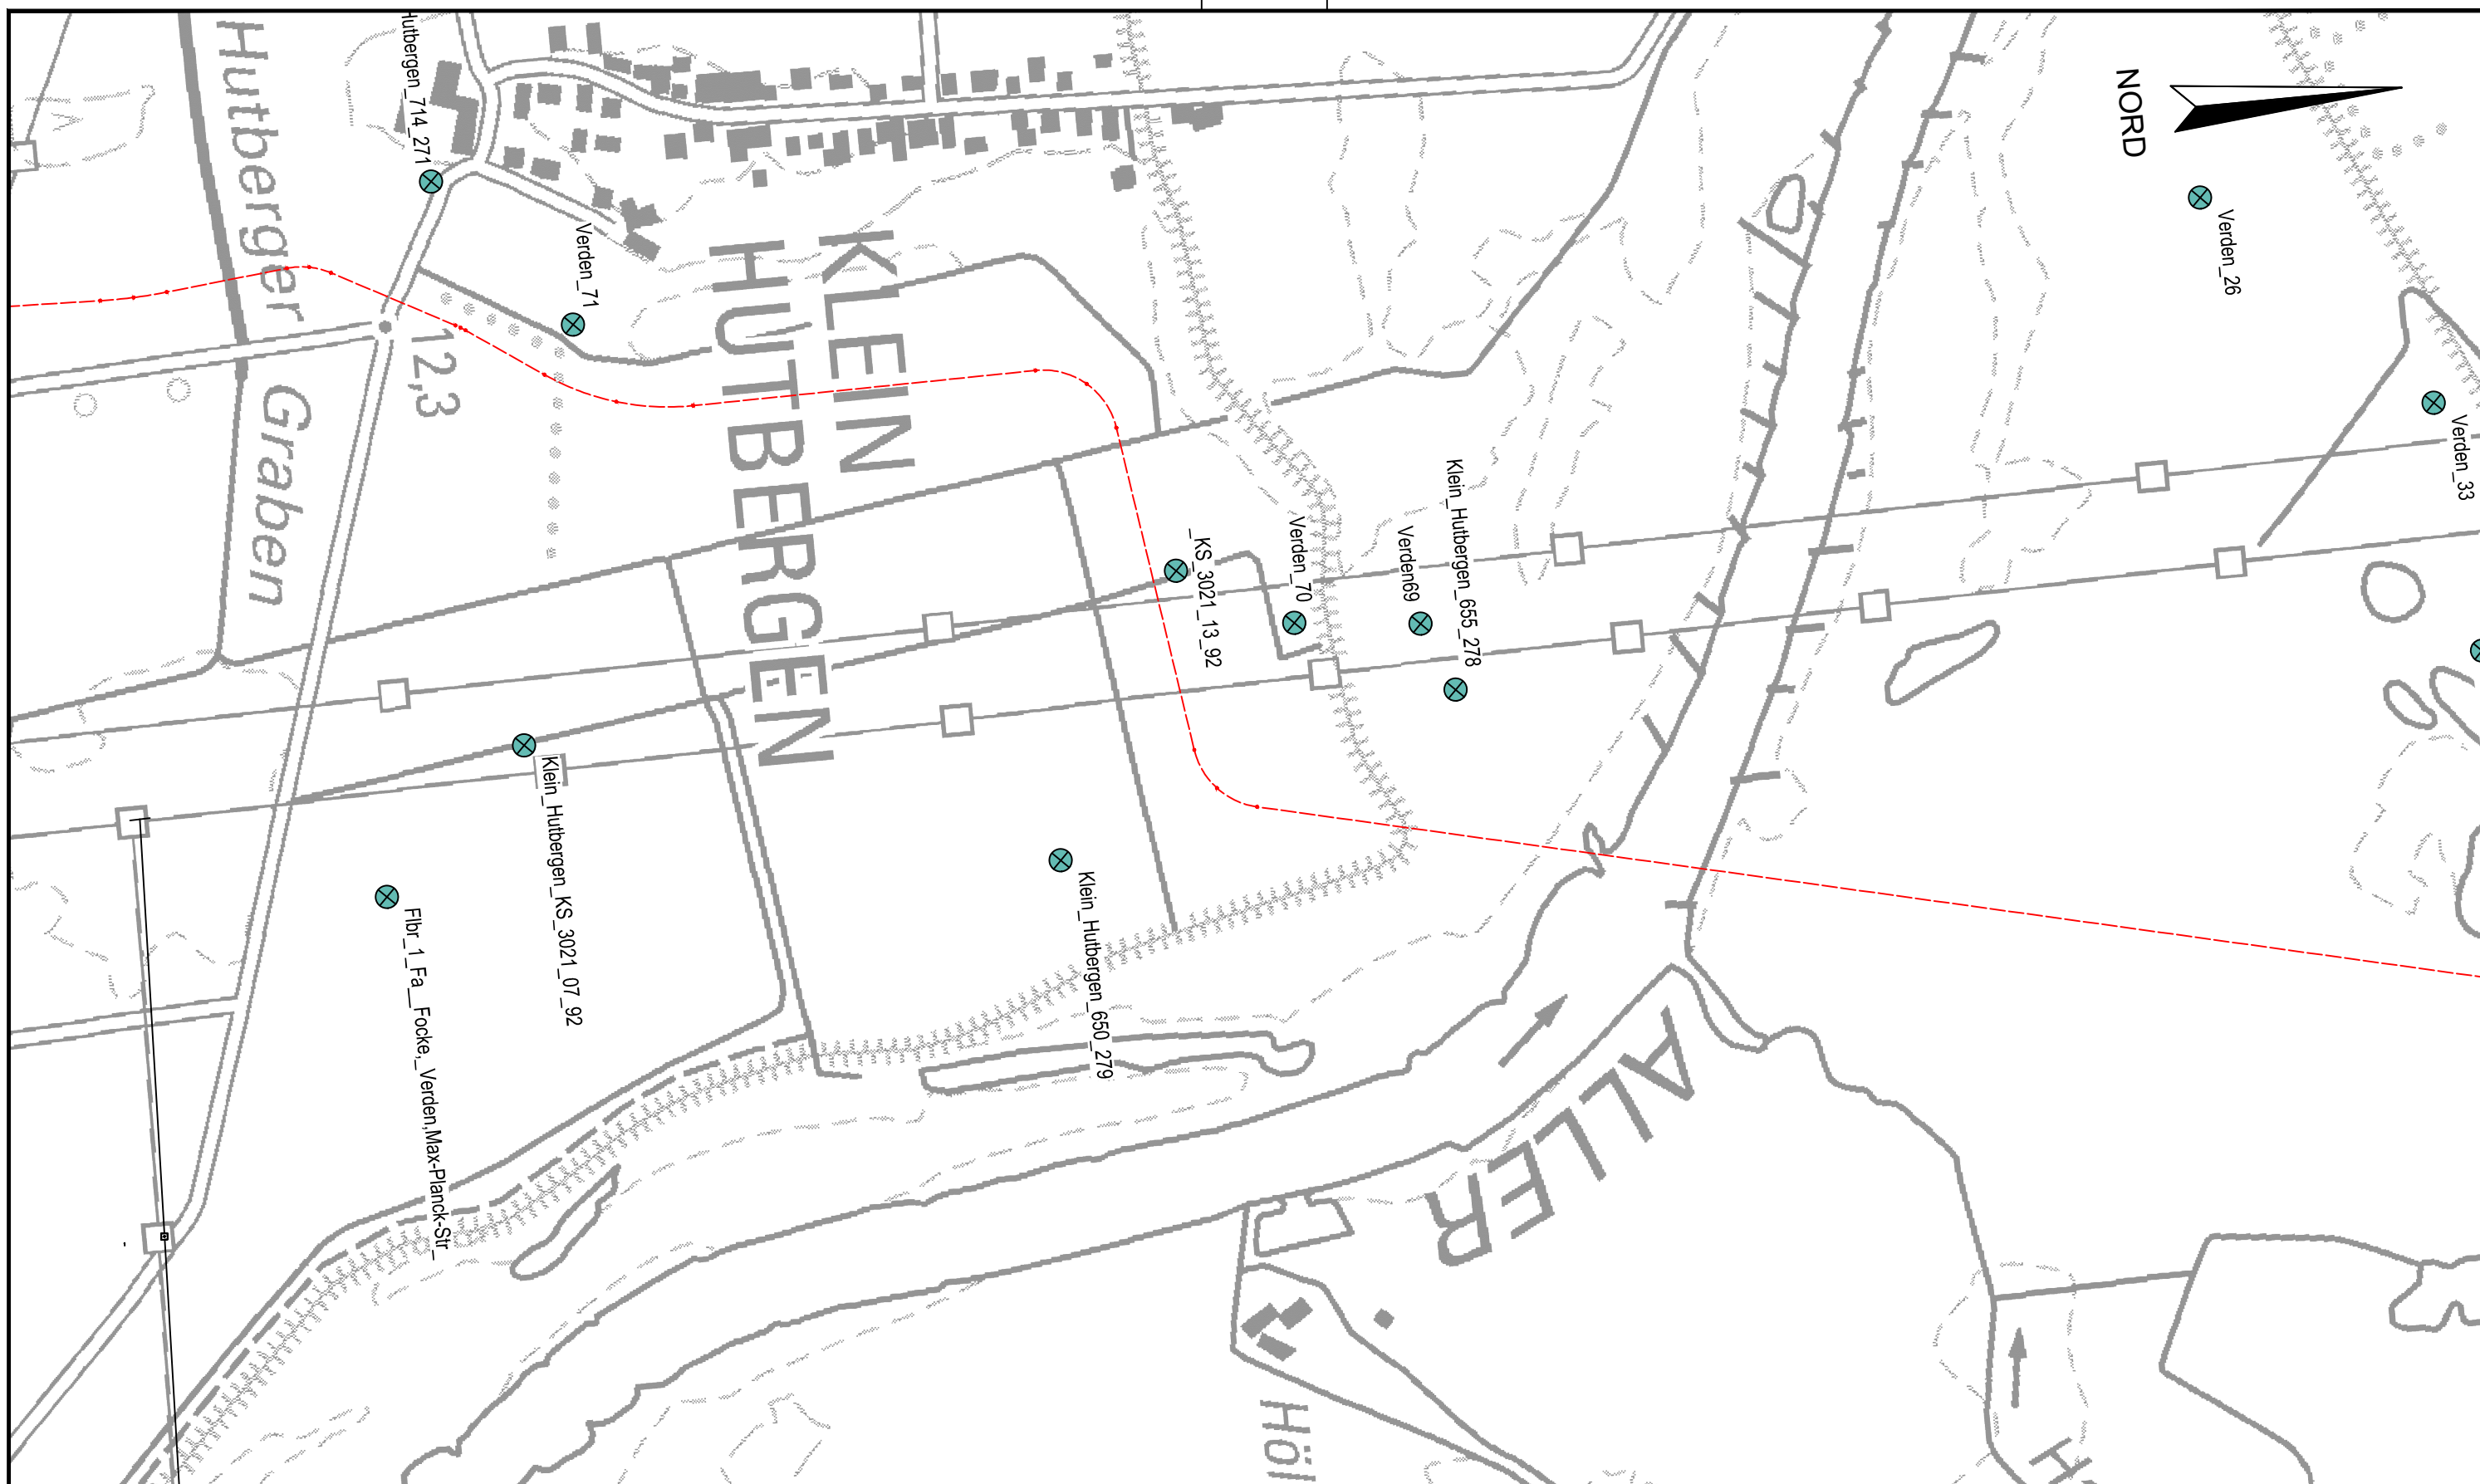 NORD
Verden_26
Verden_33
Hutbergen_714_271
Verden_71
Hutberger Graben
12,3
KLEIN
HUTBERGEN
_KS_3021_13_92
Verden_70
Verden69
Klein_Hutbergen_655_278
Klein_Hutbergen_KS_3021_07_92
Klein_Hutbergen_650_279
Flbr_1_Fa__Focke,_Verden,Max-Planck-Str_
ALLER
Höl